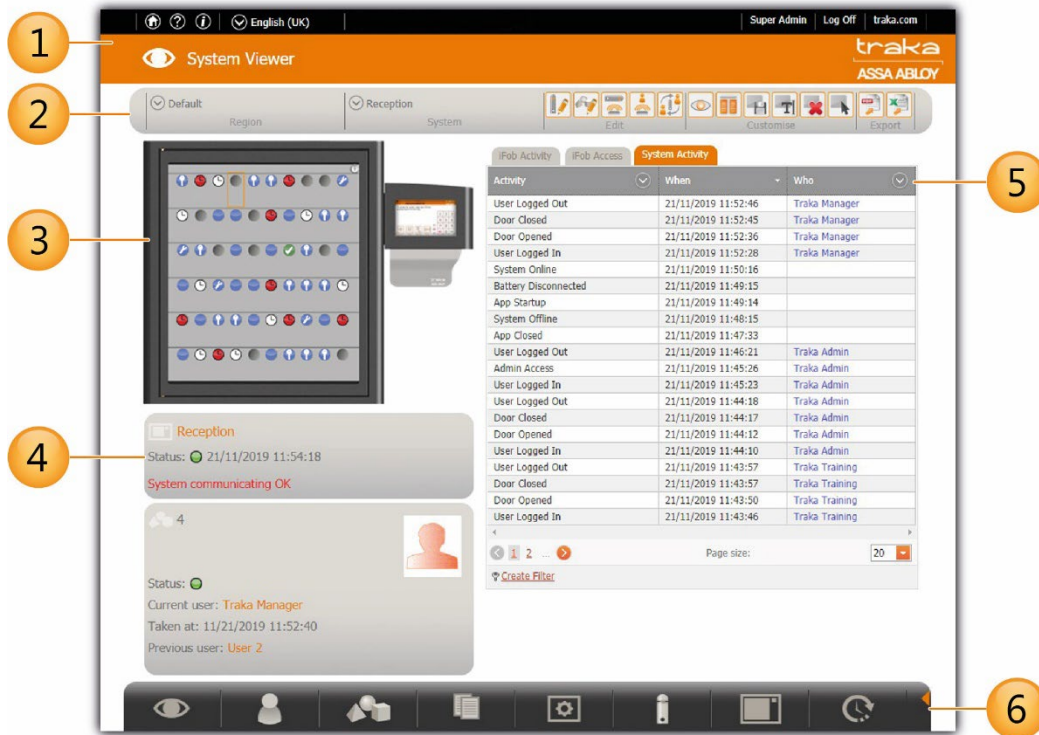 English (UK)
Super Admin
Log Off
traka.com
1
System Viewer
traka
ASSA ABLOY
2
Default
Reception
Region
System
Edit
Customise
Export
3
iFob Activity
iFob Access
System Activity
Activity When Who
5
User Logged Out 21/11/2019 11:52:46 Traka Manager
Door Closed 21/11/2019 11:52:45 Traka Manager
Door Opened 21/11/2019 11:52:36 Traka Manager
User Logged In 21/11/2019 11:52:28 Traka Manager
System Online 21/11/2019 11:50:16
Battery Disconnected 21/11/2019 11:49:15
App Startup 21/11/2019 11:49:14
System Offline 21/11/2019 11:48:15
App Closed 21/11/2019 11:47:33
User Logged Out 21/11/2019 11:46:21 Traka Admin
Admin Access 21/11/2019 11:45:26 Traka Admin
User Logged In 21/11/2019 11:45:23 Traka Admin
User Logged Out 21/11/2019 11:44:18 Traka Admin
Door Closed 21/11/2019 11:44:17 Traka Admin
Door Opened 21/11/2019 11:44:12 Traka Admin
User Logged In 21/11/2019 11:44:10 Traka Admin
User Logged Out 21/11/2019 11:43:57 Traka Training
Door Closed 21/11/2019 11:43:57 Traka Training
Door Opened 21/11/2019 11:43:50 Traka Training
User Logged In 21/11/2019 11:43:46 Traka Training
1 2 ...
Page size: 20
Create Filter
4
Reception
Status: 21/11/2019 11:54:18
System communicating OK
4
Status:
Current user: Traka Manager
Taken at: 11/21/2019 11:52:40
Previous user: User 2
6